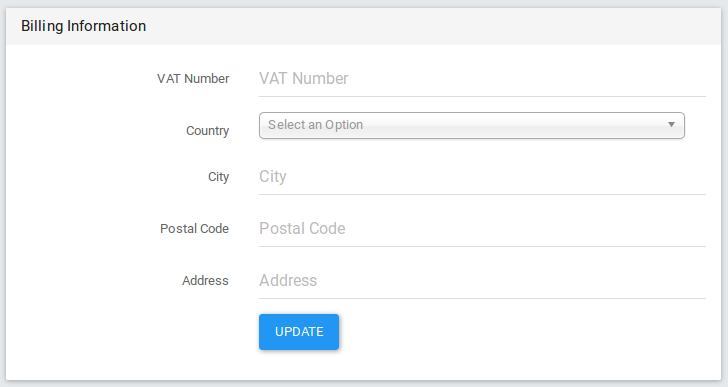 Billing Information
VAT Number VAT Number
Country Select an Option
City City
Postal Code Postal Code
Address Address
UPDATE